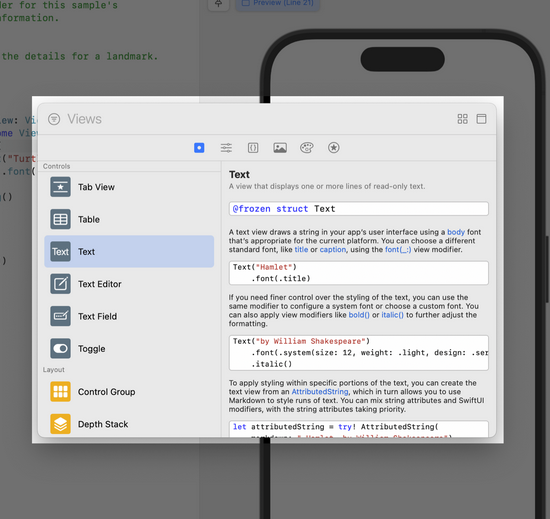 der for this sample's
formation.
the details for a landmark.
Preview (Line 21)
iew: Vi
ome View
t("Turt
.font(
g()
)
Views
Controls
Tab View
Table
Text
Text
Text Editor
Text Field
Toggle
Layout
Control Group
Depth Stack
Text
A view that displays one or more lines of read-only text.
@frozen struct Text
A text view draws a string in your app's user interface using a body font
that's appropriate for the current platform. You can choose a different
standard font, like title or caption, using the font(_:) view modifier.
Text("Hamlet")
.font(.title)
If you need finer control over the styling of the text, you can use the
same modifier to configure a system font or choose a custom font. You
can also apply view modifiers like bold() or italic() to further adjust the
formatting.
Text("by William Shakespeare")
.font(.system(size: 12, weight: .light, design: .ser
.italic()
To apply styling within specific portions of the text, you can create the
text view from an AttributedString, which in turn allows you to use
Markdown to style runs of text. You can mix string attributes and SwiftUI
modifiers, with the string attributes taking priority.
let attributedString = try! AttributedString(